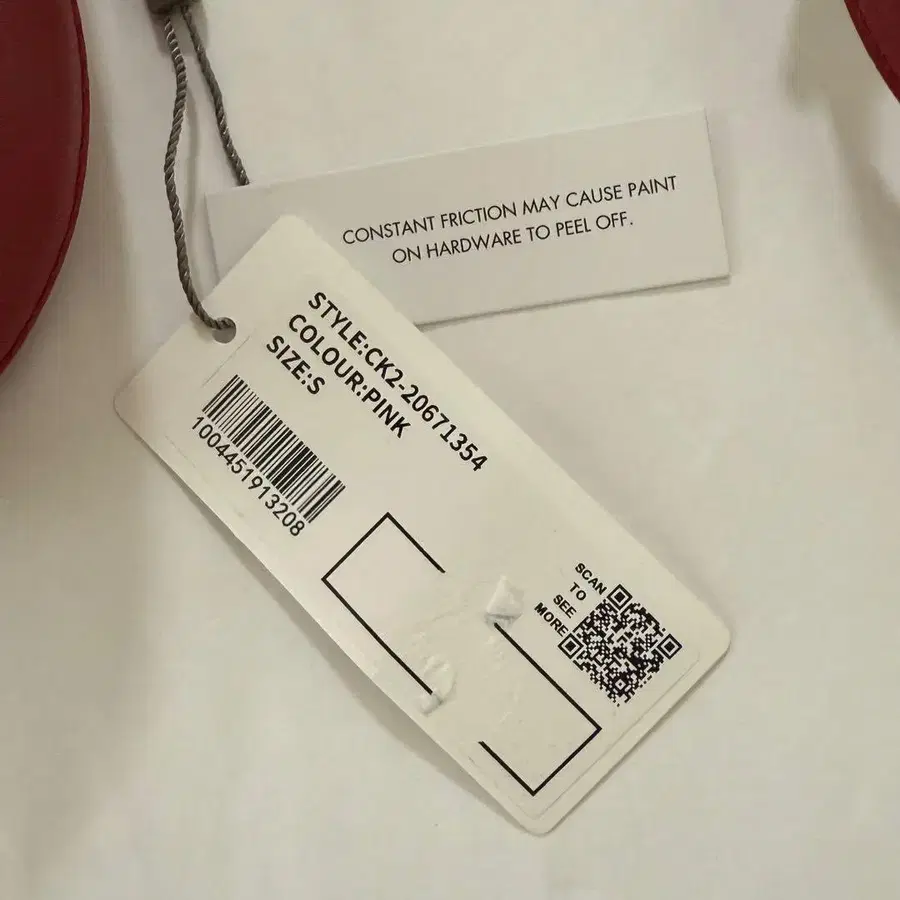 CONSTANT FRICTION MAY CAUSE PAINT
ON HARDWARE TO PEEL OFF.
STYLE:CK2-20671354
COLOUR:PINK
SIZE:S
1004451913208
SCAN
TO
SEE
MORE